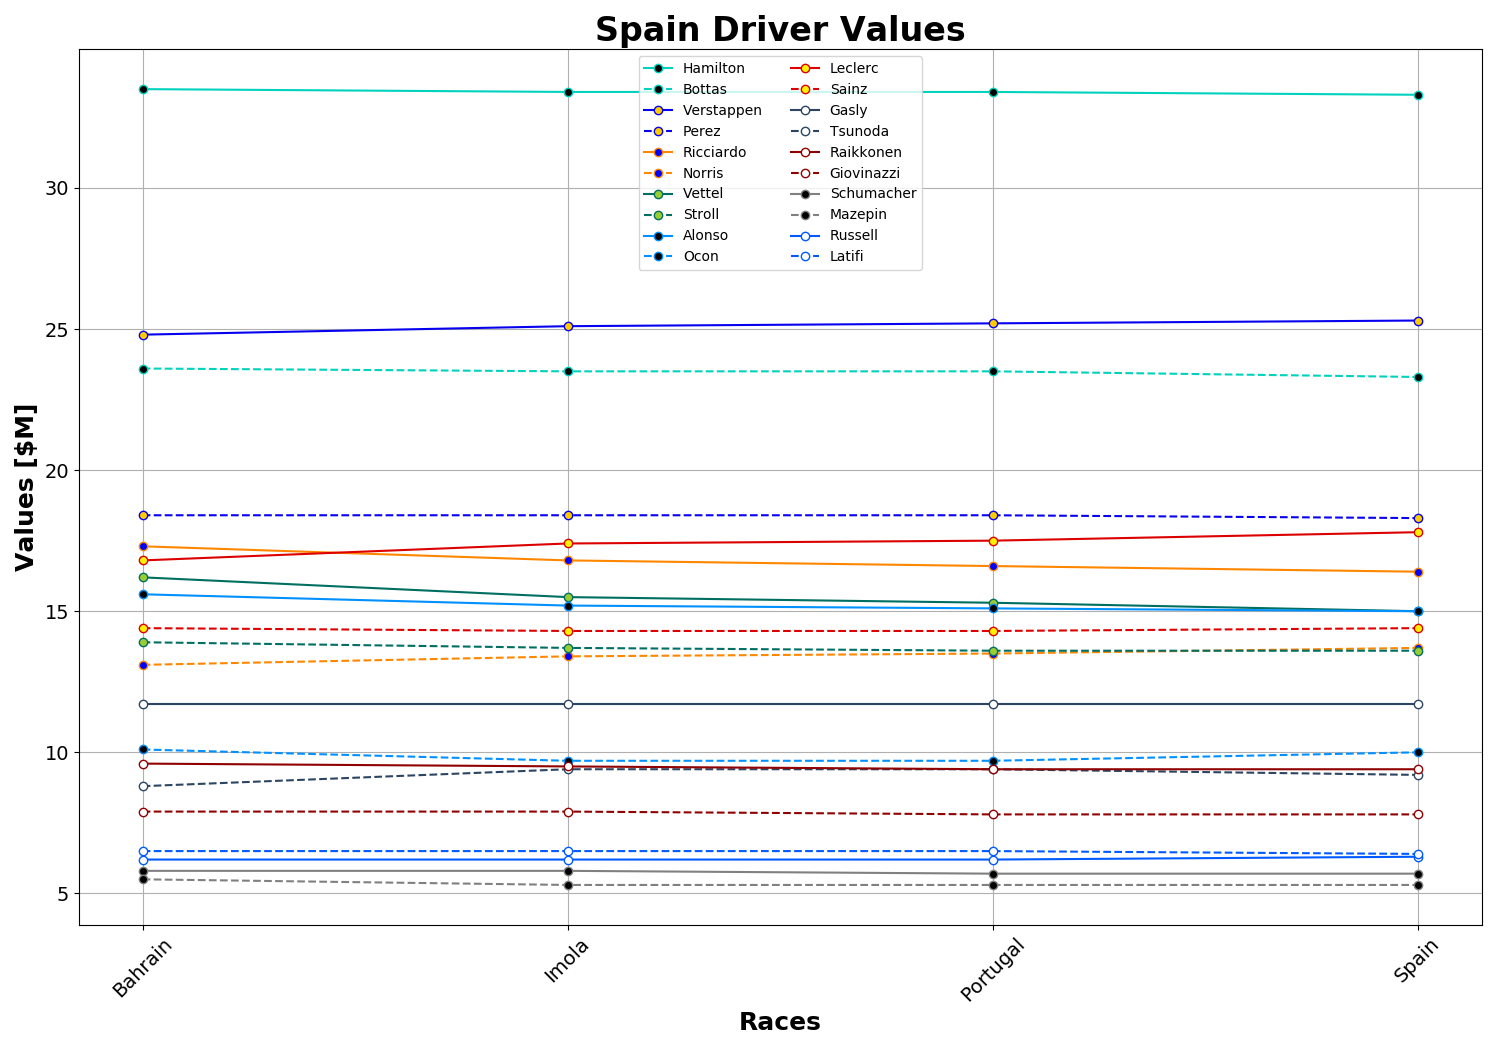 Spain Driver Values
Hamilton
Bottas
Verstappen
Perez
Ricciardo
Norris
Vettel
Stroll
Alonso
Ocon
Leclerc
Sainz
Gasly
Tsunoda
Raikkonen
Giovinazzi
Schumacher
Mazepin
Russell
Latifi
Values [$M]
30
25
20
15
10
5
Bahrain
Imola
Portugal
Spain
Races